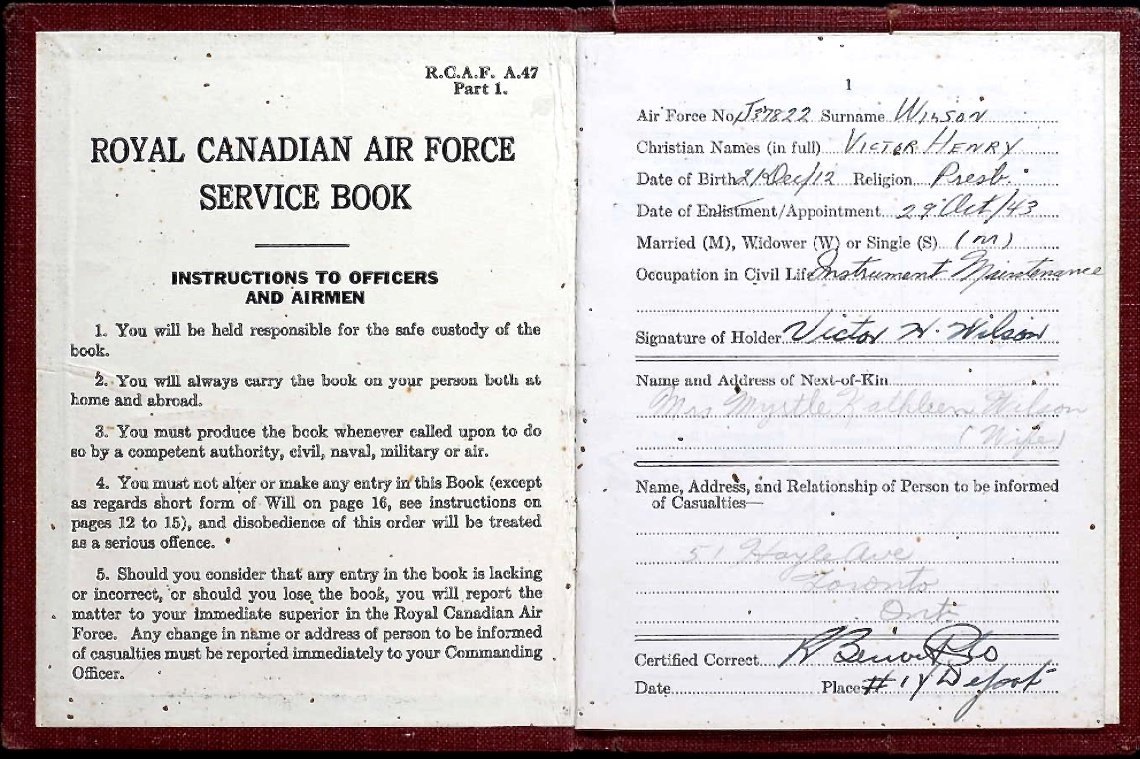 R.C.A.F. A.47
Part 1.
ROYAL CANADIAN AIR FORCE
SERVICE BOOK
INSTRUCTIONS TO OFFICERS
AND AIRMEN
1. You will be held responsible for the safe custody of the
book.
2. You will always carry the book on your person both at
home and abroad.
3. You must produce the book whenever called upon to do
so by a competent authority, civil, naval, military or air.
4. You must not alter or make any entry in this Book (except
as regards short form of Will on page 16, see instructions on
pages 12 to 15), and disobedience of this order will be treated
as a serious offence.
5. Should you consider that any entry in the book is lacking
or incorrect, or should you lose the book, you will report the
matter to your immediate superior in the Royal Canadian Air
Force. Any change in name or address of person to be informed
of casualties must be reported immediately to your Commanding
Officer.
1
Air Force No. J37822 Surname WILSON
Christian Names (in full) VICTOR HENRY
Date of Birth Dec/12 Religion Presb.
Date of Enlistment/Appointment 29 Oct/43
Married (M), Widower (W) or Single (S) (M)
Occupation in Civil Life Instrument Maintenance
Signature of Holder Victor H. Wilson
Name and Address of Next-of-Kin
Mrs Myrtle Kathleen Wilson
(Wife)
Name, Address, and Relationship of Person to be informed
of Casualties—
51 Hoyle Ave
Toronto
Ont.
Certified Correct
Date Place # Depot